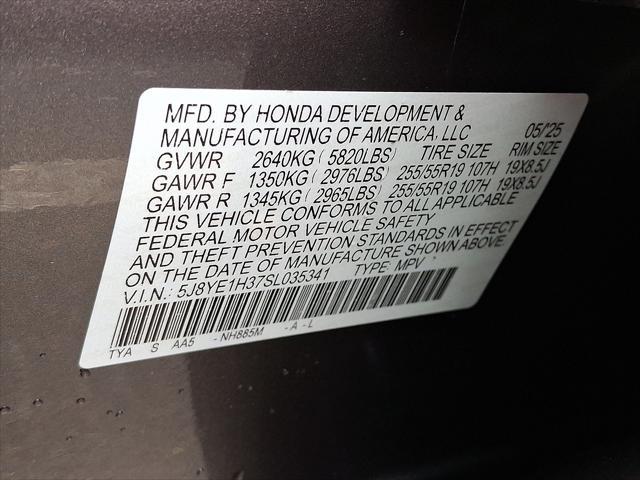 MFD. BY HONDA DEVELOPMENT &
MANUFACTURING OF AMERICA, LLC 05/'25
GVWR 2640KG ( 5820LBS) TIRE SIZE RIM SIZE
GAWR F 1350KG ( 2976LBS) 255/55R19 107H 19X8.5J
GAWR R 1345KG ( 2965LBS) 255/55R19 107H 19X8.5J
THIS VEHICLE CONFORMS TO ALL APPLICABLE
FEDERAL MOTOR VEHICLE SAFETY
AND THEFT PREVENTION STANDARDS IN EFFECT
ON THE DATE OF MANUFACTURE SHOWN ABOVE.
V.I.N.: 5J8YE1H37SL035341 TYPE: MPV
TYA S AA5 - NH885M - A - L